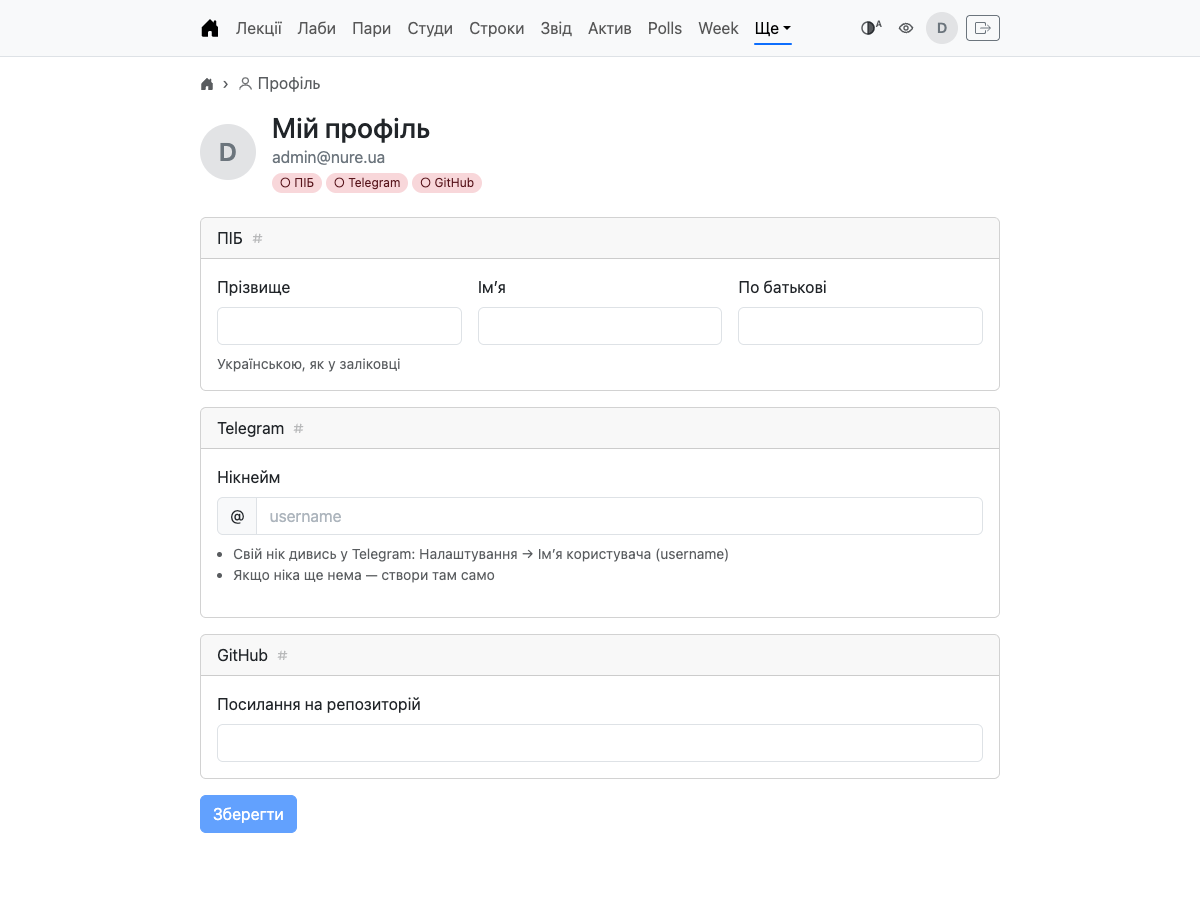 Лекції Лаби Пари Студи Строки Звід Актив Polls Week Ще A D
Профіль
D
Мій профіль
admin@nure.ua
ПІБ Telegram GitHub
ПІБ #
Прізвище Ім’я По батькові
Українською, як у заліковці
Telegram #
Нікнейм
@ username
• Свій нік дивись у Telegram: Налаштування → Ім’я користувача (username)
• Якщо ніка ще нема — створи там само
GitHub #
Посилання на репозиторій
Зберегти